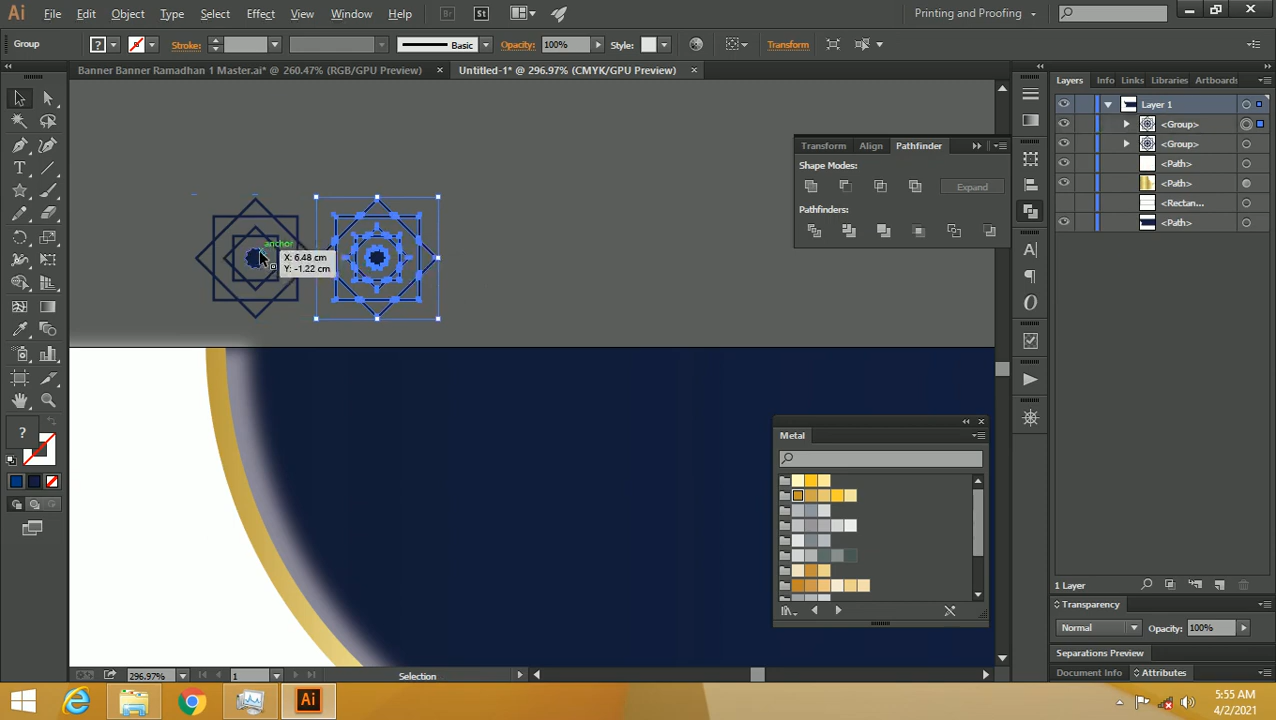 Ai File Edit Object Type Select Effect View Window Help Br St Printing and Proofing
Group ? Stroke: Basic Opacity: 100% Style: Transform
Banner Banner Ramadhan 1 Master.ai* @ 260.47% (RGB/GPU Preview) × Untitled-1* @ 296.97% (CMYK/GPU Preview) ×
Layers Info Links Libraries Artboards
Layer 1
<Group>
<Group>
<Path>
<Path>
<Rectan...
<Path>
Transform Align Pathfinder
Shape Modes:
Expand
Pathfinders:
anchor
X: 6.48 cm
Y: -1.22 cm
Metal
?
1 Layer
Transparency
Normal Opacity: 100%
Separations Preview
Document Info Attributes
296.97% 1 Selection
Ai
5:55 AM
4/2/2021